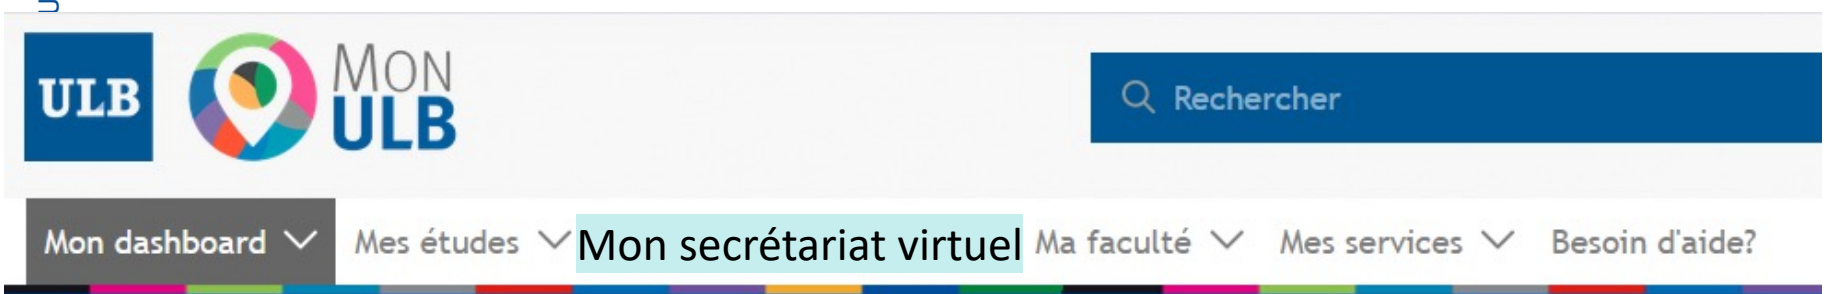 ULB
MON
ULB
Rechercher
Mon dashboard Mes études Mon secrétariat virtuel Ma faculté Mes services Besoin d'aide?